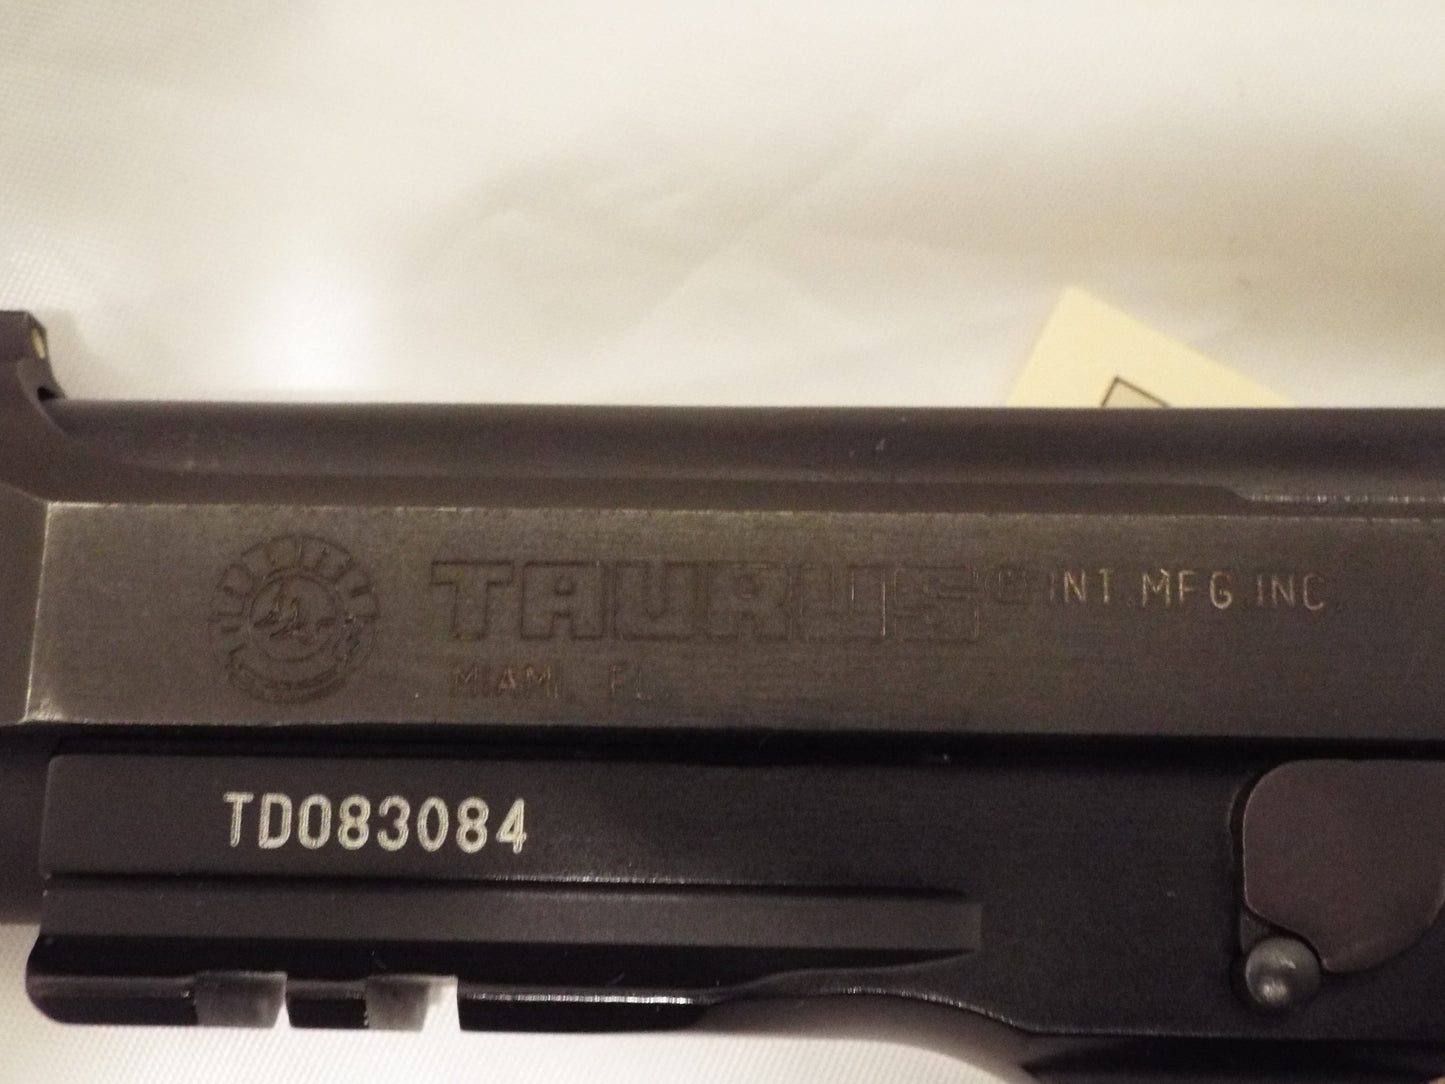 TAURUS® INT. MFG. INC.
MIAMI, FL.
TD083084